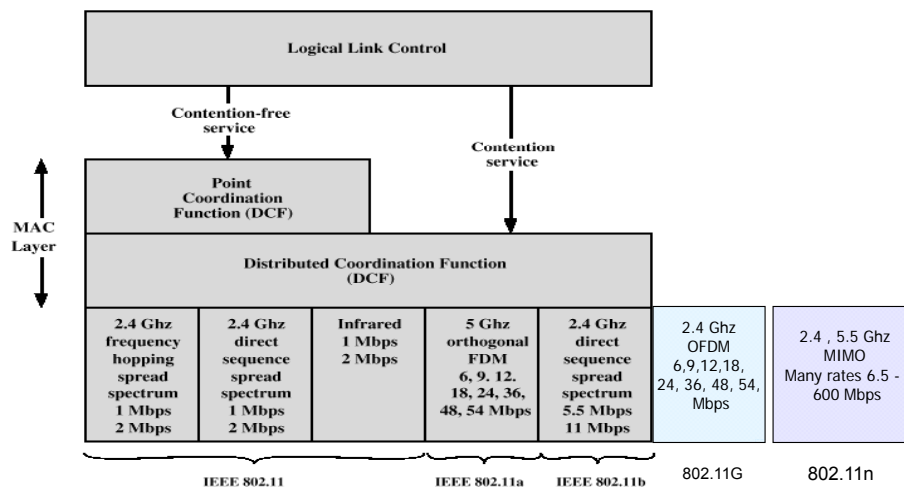 Logical Link Control
Contention-free
service
Contention
service
Point
Coordination
Function (DCF)
MAC
Layer
Distributed Coordination Function
(DCF)
2.4 Ghz
frequency
hopping
spread
spectrum
1 Mbps
2 Mbps
2.4 Ghz
direct
sequence
spread
spectrum
1 Mbps
2 Mbps
Infrared
1 Mbps
2 Mbps
5 Ghz
orthogonal
FDM
6, 9. 12.
18, 24, 36,
48, 54 Mbps
2.4 Ghz
direct
sequence
spread
spectrum
5.5 Mbps
11 Mbps
2.4 Ghz
OFDM
6,9,12,18,
24, 36, 48, 54,
Mbps
2.4 , 5.5 Ghz
MIMO
Many rates 6.5 -
600 Mbps
IEEE 802.11
IEEE 802.11a
IEEE 802.11b
802.11G
802.11n